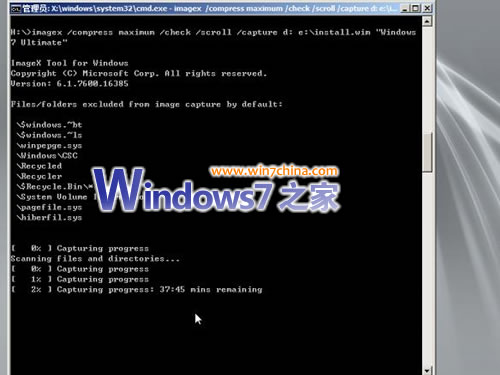 管理员: X:\windows\system32\cmd.exe - imagex /compress maximum /check /scroll /capture d: e:\i...
H:\>imagex /compress maximum /check /scroll /capture d: e:\install.wim "Windows
7 Ultimate"
ImageX Tool for Windows
Copyright (C) Microsoft Corp. All rights reserved.
Version: 6.1.7600.16385
Files/folders excluded from image capture by default:
\$windows.~bt
\$windows.~ls
winpepge.sys
\Windows\CSC
\Recycled
\Recycler
\$Recycle.Bin\*
\System Volume
\pagefile.sys
\hiberfil.sys
www.win7china.com
Windows7之家
[ 0% ] Capturing progress
Scanning files and directories...
[ 0% ] Capturing progress
[ 1% ] Capturing progress
[ 2% ] Capturing progress: 37:45 mins remaining